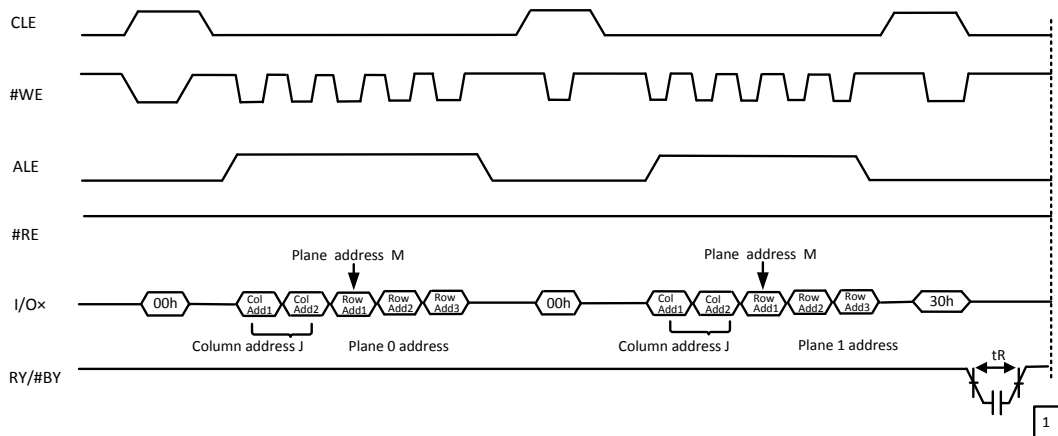 CLE
#WE
ALE
#RE
Plane address M
Plane address M
I/O×
00h
Col Add1
Col Add2
Row Add1
Row Add2
Row Add3
00h
Col Add1
Col Add2
Row Add1
Row Add2
Row Add3
30h
Column address J
Plane 0 address
Column address J
Plane 1 address
RY/#BY
tR
1